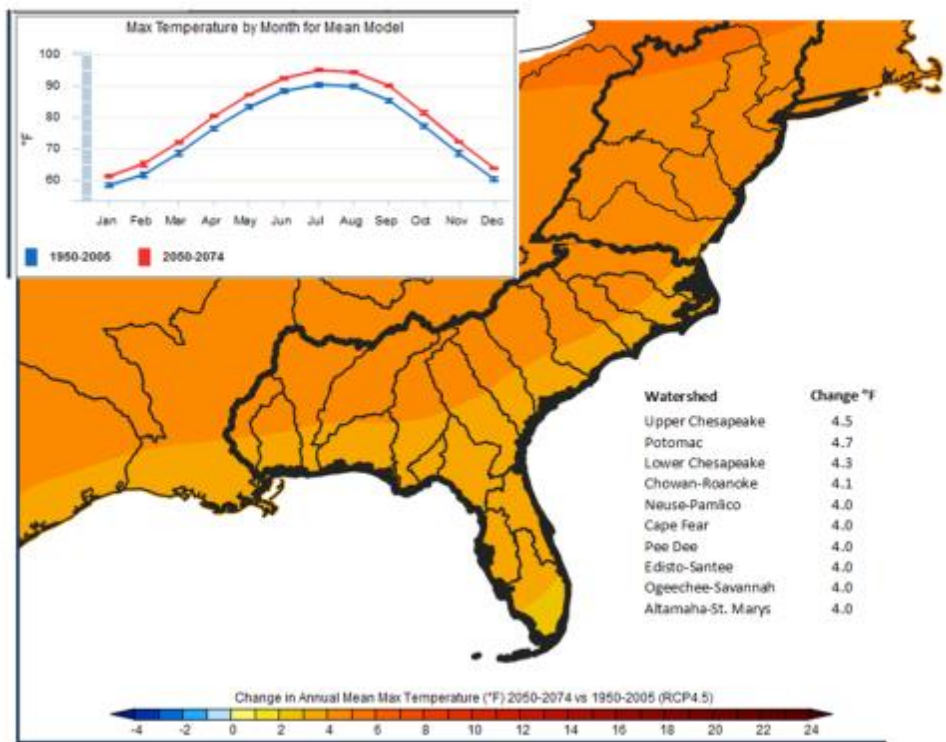 Max Temperature by Month for Mean Model
100
90
80
70
60
°F
Jan Feb Mar Apr May Jun Jul Aug Sep Oct Nov Dec
1950-2005 2050-2074
Watershed Change °F
Upper Chesapeake 4.5
Potomac 4.7
Lower Chesapeake 4.3
Chowan-Roanoke 4.1
Neuse-Pamlico 4.0
Cape Fear 4.0
Pee Dee 4.0
Edisto-Santee 4.0
Ogeechee-Savannah 4.0
Altamaha-St. Marys 4.0
Change in Annual Mean Max Temperature (°F) 2050-2074 vs 1950-2005 (RCP4.5)
-4 -2 0 2 4 6 8 10 12 14 16 18 20 22 24